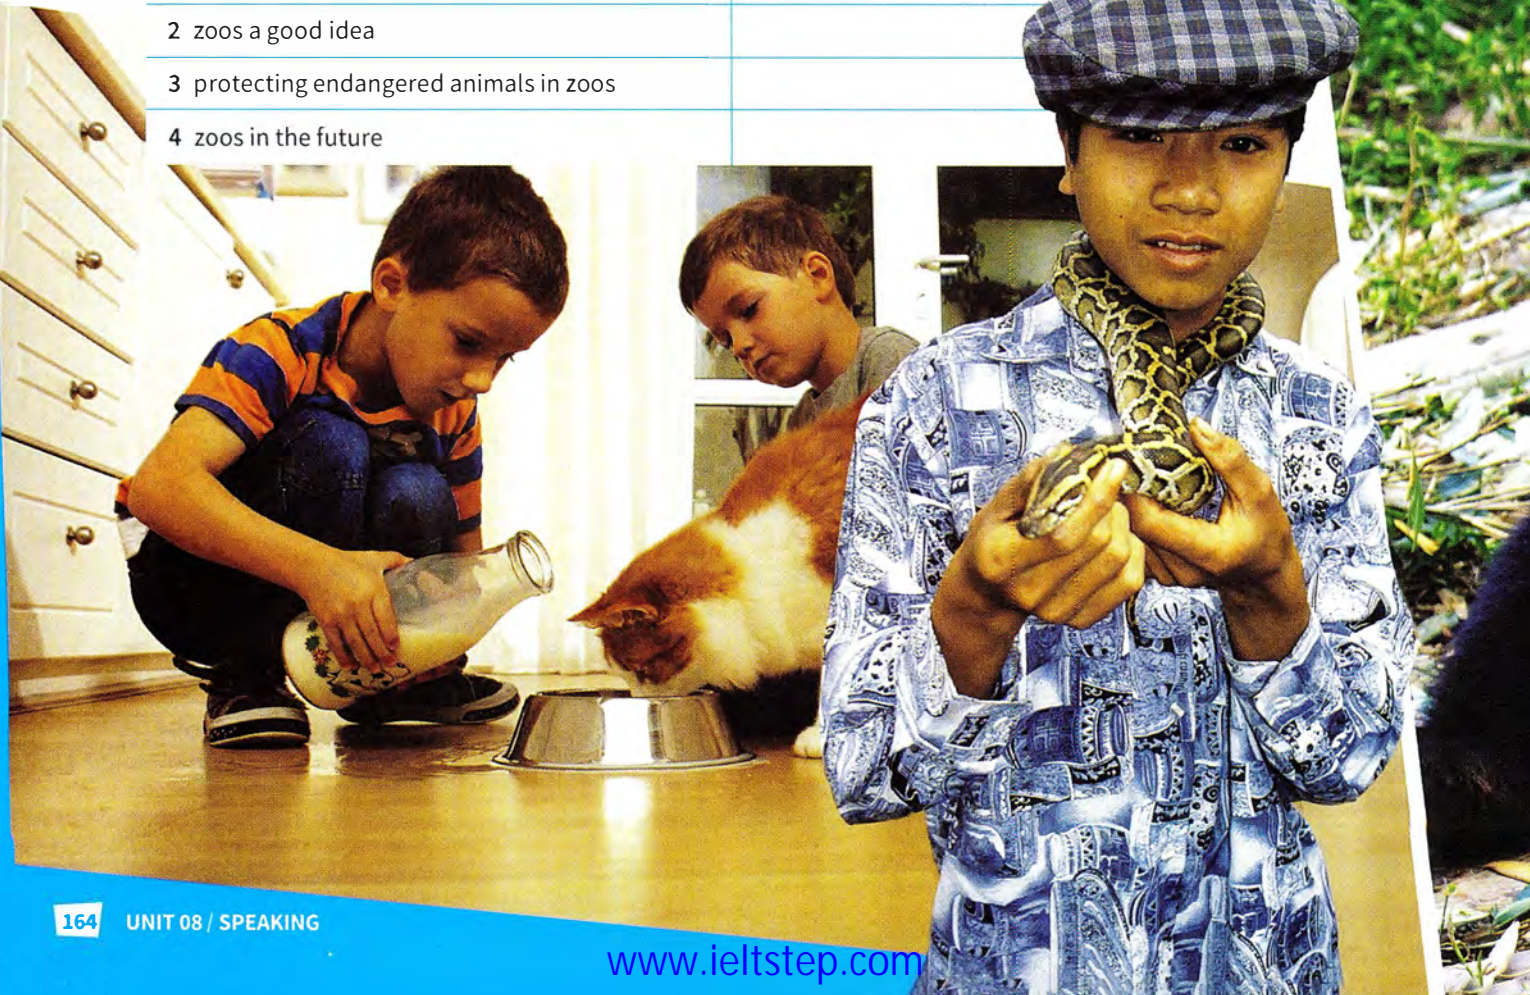 2 zoos a good idea
3 protecting endangered animals in zoos
4 zoos in the future
164 UNIT 08 / SPEAKING
www.ieltstep.com